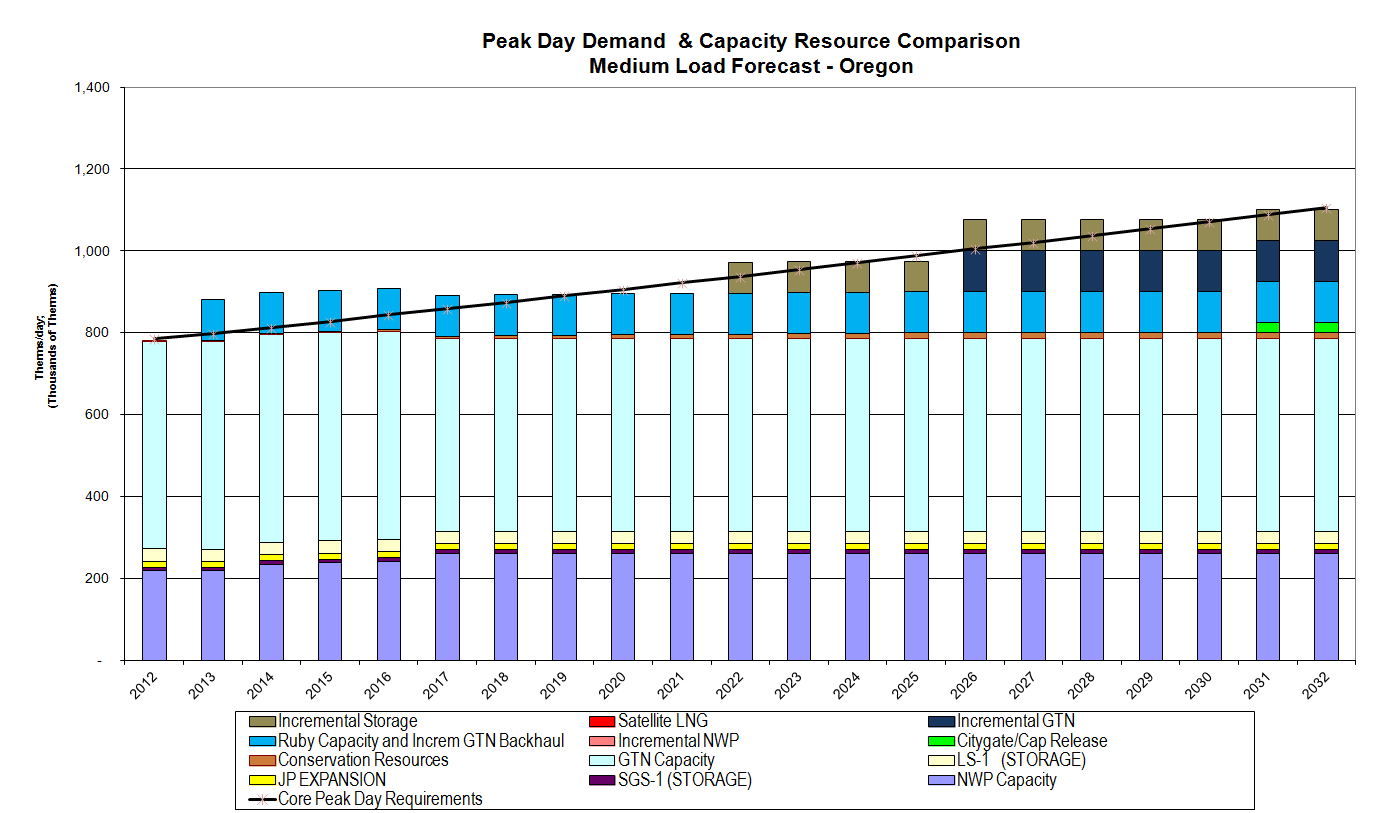 Peak Day Demand & Capacity Resource Comparison
Medium Load Forecast - Oregon
Therms/day;
(Thousands of Therms)
1,400
1,200
1,000
800
600
400
200
-
2012 2013 2014 2015 2016 2017 2018 2019 2020 2021 2022 2023 2024 2025 2026 2027 2028 2029 2030 2031 2032
Incremental Storage Satellite LNG Incremental GTN
Ruby Capacity and Increm GTN Backhaul Incremental NWP Citygate/Cap Release
Conservation Resources GTN Capacity LS-1 (STORAGE)
JP EXPANSION SGS-1 (STORAGE) NWP Capacity
Core Peak Day Requirements